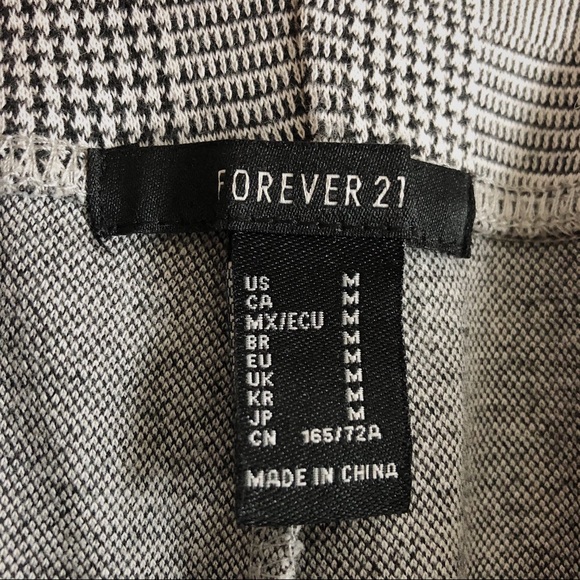 FOREVER 21
US M
CA M
MX/ECU M
BR M
EU M
UK M
KR M
JP M
CN 165/72A
MADE IN CHINA